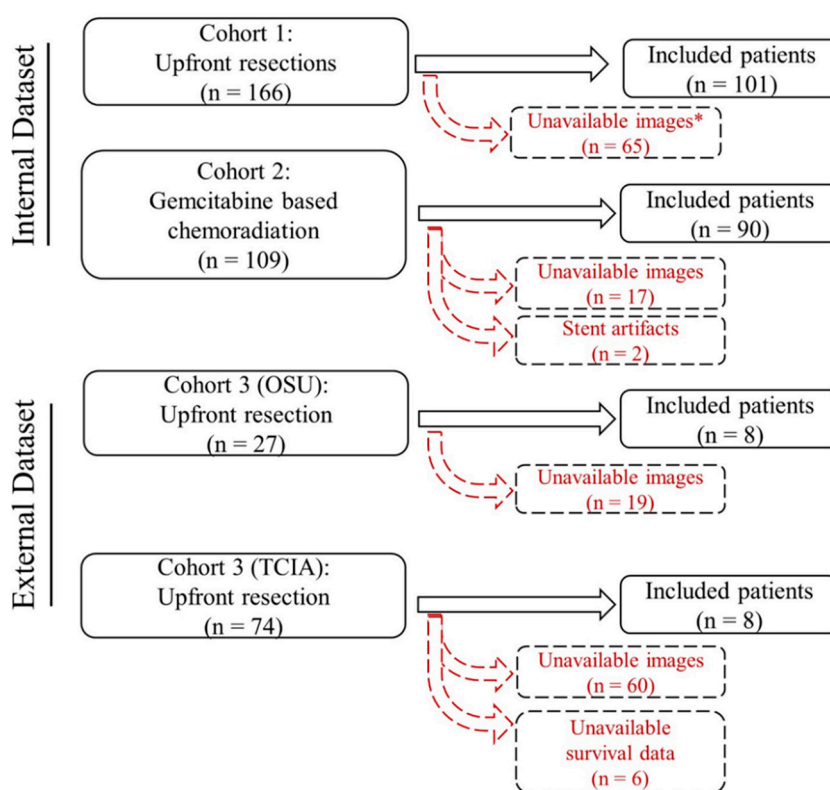 Internal Dataset
Cohort 1:
Upfront resections
(n = 166)
Included patients
(n = 101)
Unavailable images*
(n = 65)
Cohort 2:
Gemcitabine based
chemoradiation
(n = 109)
Included patients
(n = 90)
Unavailable images
(n = 17)
Stent artifacts
(n = 2)
External Dataset
Cohort 3 (OSU):
Upfront resection
(n = 27)
Included patients
(n = 8)
Unavailable images
(n = 19)
Cohort 3 (TCIA):
Upfront resection
(n = 74)
Included patients
(n = 8)
Unavailable images
(n = 60)
Unavailable
survival data
(n = 6)